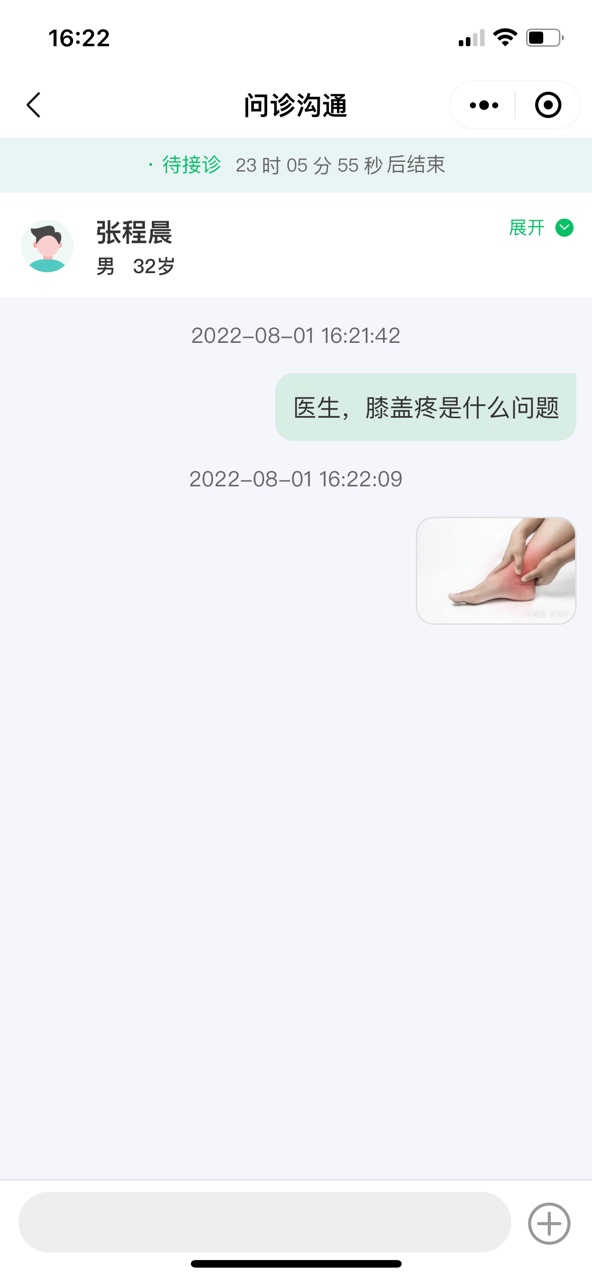 16:22
问诊沟通
· 待接诊 23 时 05 分 55 秒后结束
张程晨
展开
男 32岁
2022-08-01 16:21:42
医生，膝盖疼是什么问题
2022-08-01 16:22:09